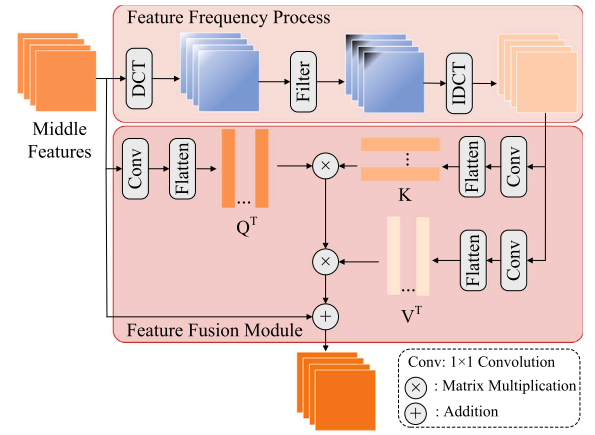 Feature Frequency Process
DCT
Filter
IDCT
Middle
Features
Conv
Flatten
...
Q^T
×
...
K
Flatten
Conv
×
...
V^T
Flatten
Conv
+
Feature Fusion Module
Conv: 1×1 Convolution
× : Matrix Multiplication
+ : Addition